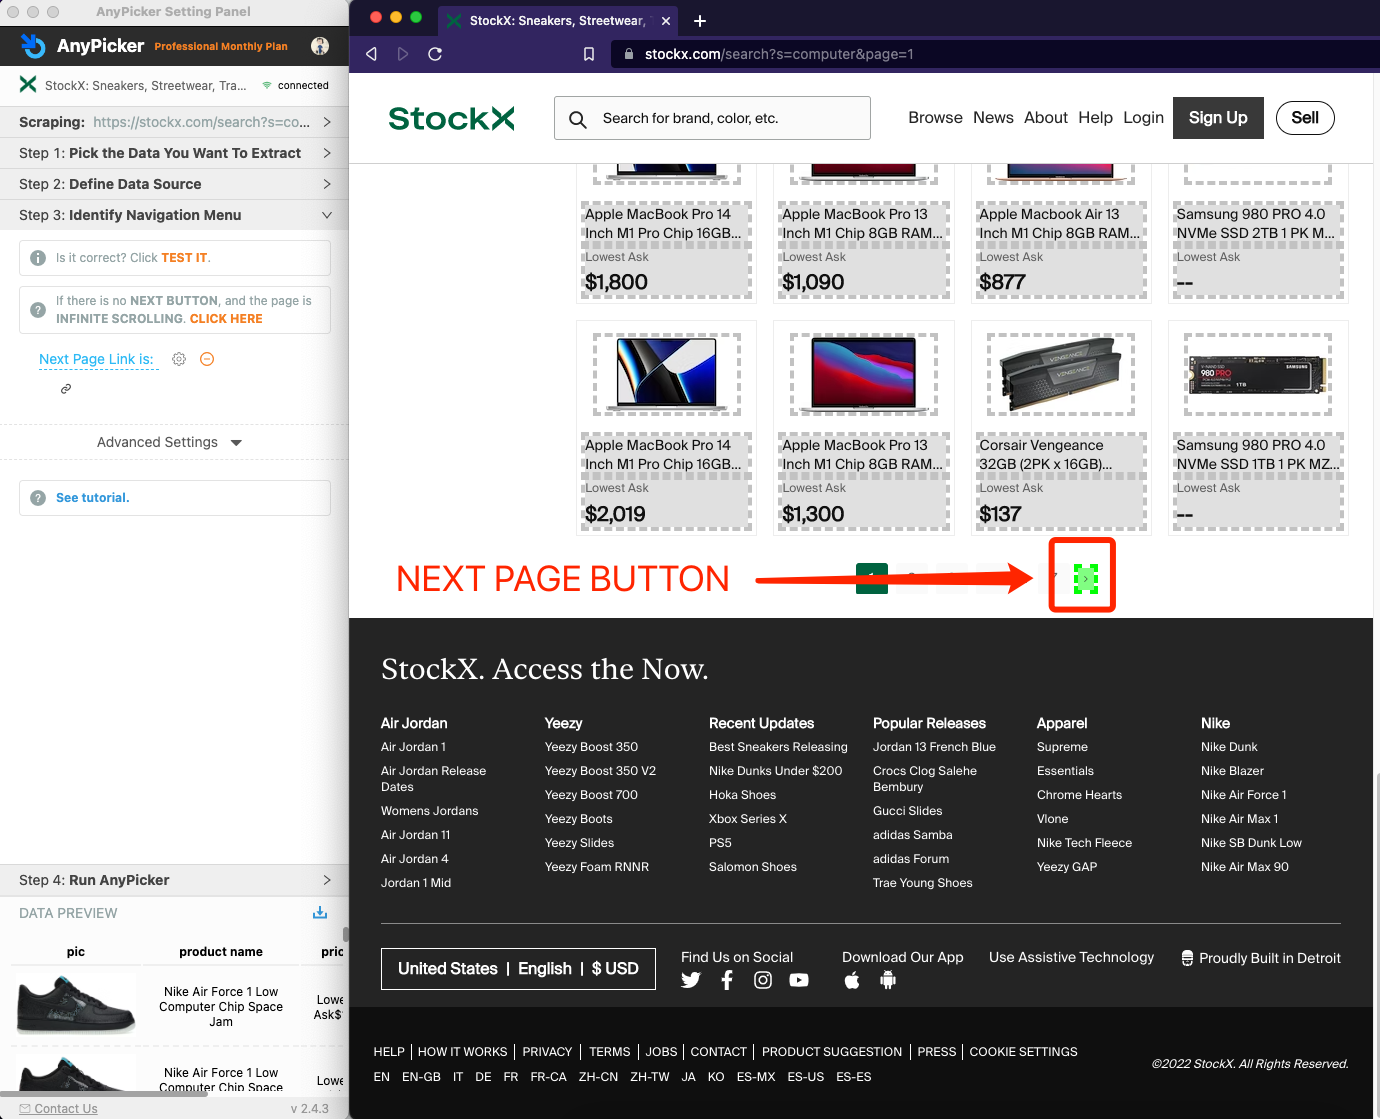 AnyPicker Setting Panel
AnyPicker Professional Monthly Plan
StockX: Sneakers, Streetwear, Tra... connected
Scraping: https://stockx.com/search?s=co...
Step 1: Pick the Data You Want To Extract
Step 2: Define Data Source
Step 3: Identify Navigation Menu
Is it correct? Click TEST IT.
If there is no NEXT BUTTON, and the page is
INFINITE SCROLLING. CLICK HERE
Next Page Link is:
Advanced Settings
See tutorial.
Step 4: Run AnyPicker
DATA PREVIEW
pic product name pric
Nike Air Force 1 Low
Computer Chip Space
Jam
Lowe
Ask$
Nike Air Force 1 Low
Computer Chip Space
Lowe
Contact Us v 2.4.3
StockX: Sneakers, Streetwear,
stockx.com/search?s=computer&page=1
StockX
Search for brand, color, etc.
Browse News About Help Login Sign Up Sell
Apple MacBook Pro 14
Inch M1 Pro Chip 16GB...
Lowest Ask
$1,800
Apple MacBook Pro 13
Inch M1 Chip 8GB RAM...
Lowest Ask
$1,090
Apple Macbook Air 13
Inch M1 Chip 8GB RAM...
Lowest Ask
$877
Samsung 980 PRO 4.0
NVMe SSD 2TB 1 PK M...
Lowest Ask
--
VENGEANCE
VENGEANCE
980 PRO
1TB
SAMSUNG
Apple MacBook Pro 14
Inch M1 Pro Chip 16GB...
Lowest Ask
$2,019
Apple MacBook Pro 13
Inch M1 Chip 8GB RAM...
Lowest Ask
$1,300
Corsair Vengeance
32GB (2PK x 16GB)...
Lowest Ask
$137
Samsung 980 PRO 4.0
NVMe SSD 1TB 1 PK MZ...
Lowest Ask
--
NEXT PAGE BUTTON
StockX. Access the Now.
Air Jordan
Air Jordan 1
Air Jordan Release
Dates
Womens Jordans
Air Jordan 11
Air Jordan 4
Jordan 1 Mid
Yeezy
Yeezy Boost 350
Yeezy Boost 350 V2
Yeezy Boost 700
Yeezy Boots
Yeezy Slides
Yeezy Foam RNNR
Recent Updates
Best Sneakers Releasing
Nike Dunks Under $200
Hoka Shoes
Xbox Series X
PS5
Salomon Shoes
Popular Releases
Jordan 13 French Blue
Crocs Clog Salehe
Bembury
Gucci Slides
adidas Samba
adidas Forum
Trae Young Shoes
Apparel
Supreme
Essentials
Chrome Hearts
Vlone
Nike Tech Fleece
Yeezy GAP
Nike
Nike Dunk
Nike Blazer
Nike Air Force 1
Nike Air Max 1
Nike SB Dunk Low
Nike Air Max 90
United States | English | $ USD
Find Us on Social
Download Our App
Use Assistive Technology
Proudly Built in Detroit
HELP | HOW IT WORKS | PRIVACY | TERMS | JOBS | CONTACT | PRODUCT SUGGESTION | PRESS | COOKIE SETTINGS
EN EN-GB IT DE FR FR-CA ZH-CN ZH-TW JA KO ES-MX ES-US ES-ES
©2022 StockX. All Rights Reserved.